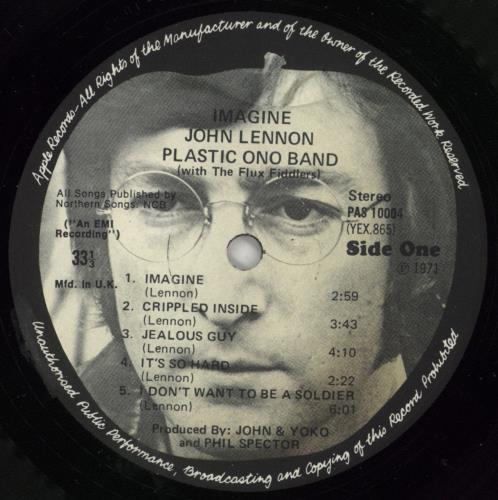 Apple Records - All Rights of the Manufacturer and of the Owner of the Recorded Work Reserved
IMAGINE
JOHN LENNON
PLASTIC ONO BAND
(with The Flux Fiddlers)
All Songs Published by
Northern Songs: NCB
("An EMI
Recording")
33⅓
Mfd. In U.K.
Stereo
PAS 10004
(YEX.865)
Side One
℗ 1971
1. IMAGINE
(Lennon) 2:59
2. CRIPPLED INSIDE
(Lennon) 3:43
3. JEALOUS GUY
(Lennon) 4:10
4. IT'S SO HARD
(Lennon) 2:22
5. I DON'T WANT TO BE A SOLDIER
(Lennon) 6:01
Produced By: JOHN & YOKO
and PHIL SPECTOR
Unauthorised Public Performance, Broadcasting and Copying of this Record Prohibited